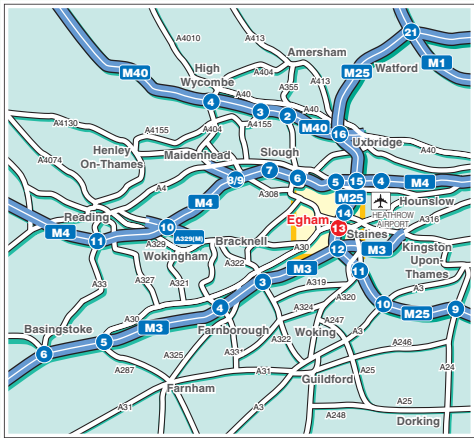 A4010
A413
A413
21
High
Wycombe
Amersham
A404
M40
M25
Watford
M1
A40
A355
4
3
2
A40
A4130
A4155
A404
A4155
M40
16
Uxbridge
A4074
Henley
On-Thames
Maidenhead
Slough
A40
8/9
7
6
5
15
4
M4
A4
M4
A308
M25
Hounslow
14
HEATHROW
AIRPORT
A316
Reading
10
Egham
13
Staines
M4
11
A329(M)
A329
Bracknell
A30
12
M3
Kingston
Upon
Thames
Wokingham
A322
M3
11
A33
A327
A321
3
A319
A320
A3
4
A324
10
M25
9
Basingstoke
A30
M3
Farnborough
A247
5
A322
Woking
A246
6
A325
A331
A287
A31
Guildford
A25
A24
Farnham
A31
A3
A25
A25
A248
Dorking